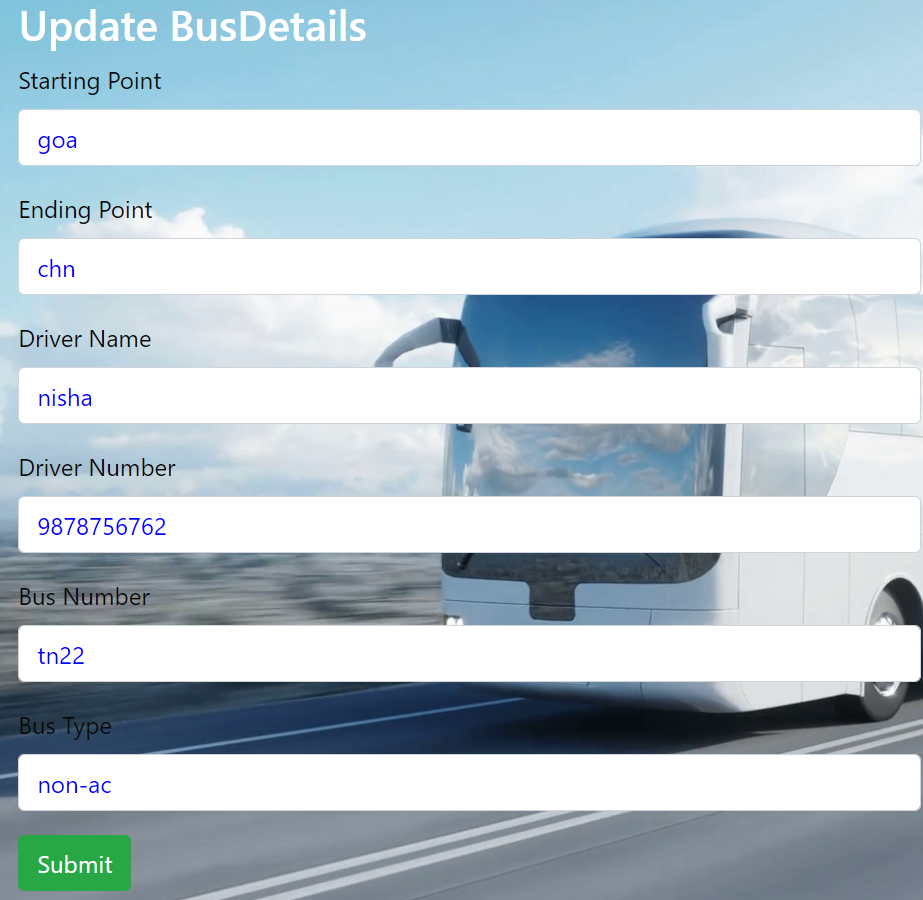 Update BusDetails
Starting Point
goa
Ending Point
chn
Driver Name
nisha
Driver Number
9878756762
Bus Number
tn22
Bus Type
non-ac
Submit